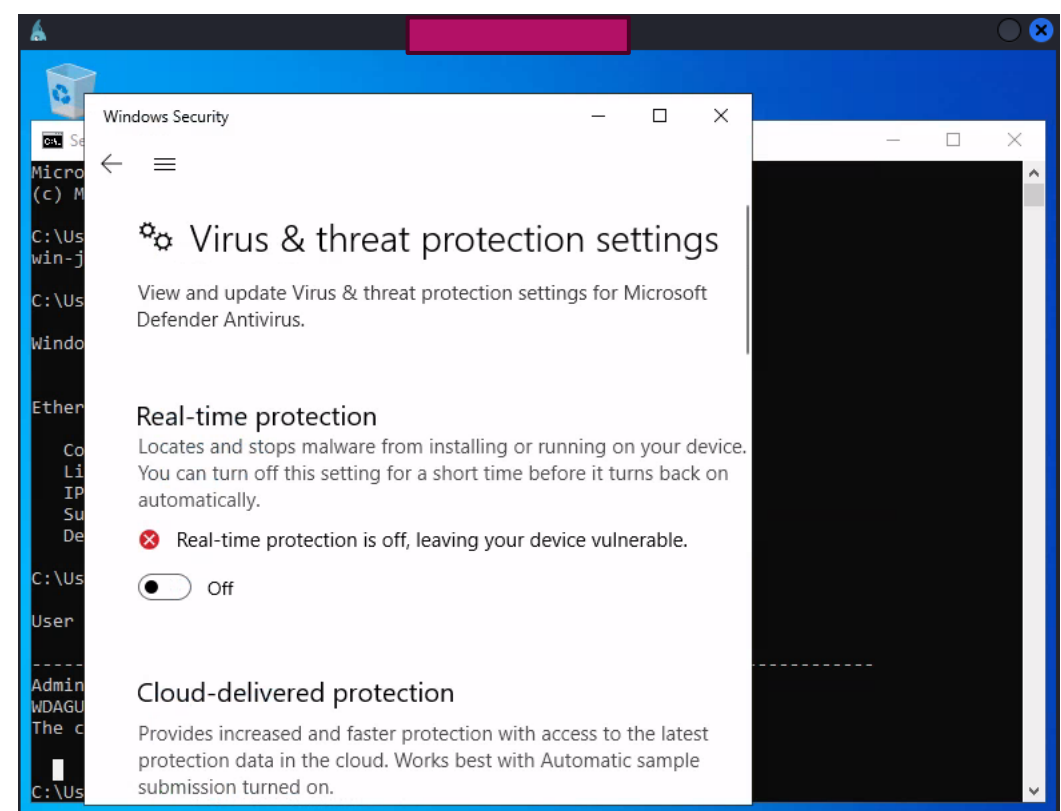 Windows Security
Se
Micro
(c) M
C:\Us
win-j
C:\Us
Windo
Ether
Co
Li
IP
Su
De
C:\Us
User
---------------------
Admin
WDAGU
The c
C:\Us
Virus & threat protection settings
View and update Virus & threat protection settings for Microsoft
Defender Antivirus.
Real-time protection
Locates and stops malware from installing or running on your device.
You can turn off this setting for a short time before it turns back on
automatically.
Real-time protection is off, leaving your device vulnerable.
Off
Cloud-delivered protection
Provides increased and faster protection with access to the latest
protection data in the cloud. Works best with Automatic sample
submission turned on.